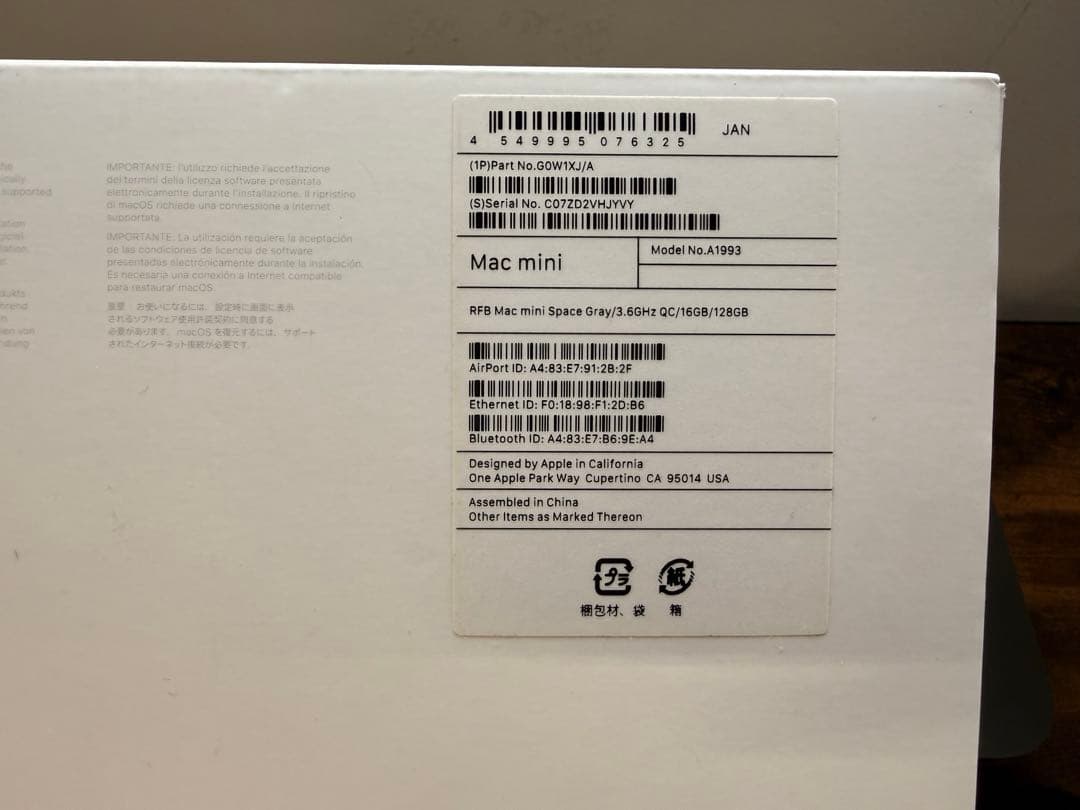 4 549995 076325
JAN
(1P)Part No.G0W1XJ/A
(S)Serial No. C07ZD2VHJYVY
Mac mini
Model No.A1993
RFB Mac mini Space Gray/3.6GHz QC/16GB/128GB
AirPort ID: A4:83:E7:91:2B:2F
Ethernet ID: F0:18:98:F1:2D:B6
Bluetooth ID: A4:83:E7:B6:9E:A4
Designed by Apple in California
One Apple Park Way Cupertino CA 95014 USA
Assembled in China
Other Items as Marked Thereon
プラ
紙
梱包材、袋
箱
IMPORTANTE: l'utilizzo richiede l'accettazione
dei termini della licenza software presentata
elettronicamente durante l'installazione. Il ripristino
di macOS richiede una connessione a Internet
supportata.
IMPORTANTE: La utilización requiere la aceptación
de las condiciones de licencia de software
presentadas electrónicamente durante la instalación.
Es necesaria una conexión a Internet compatible
para restaurar macOS.
重要：お使いになるには、設定時に画面に表示
されるソフトウェア使用許諾契約に同意する
必要があります。macOS を復元するには、サポート
されたインターネット接続が必要です。
supported